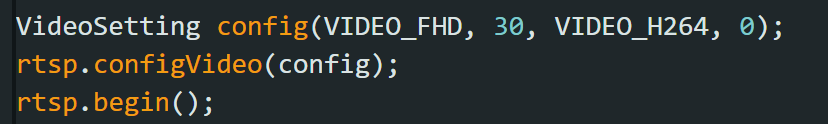 VideoSetting config(VIDEO_FHD, 30, VIDEO_H264, 0);
rtsp.configVideo(config);
rtsp.begin();